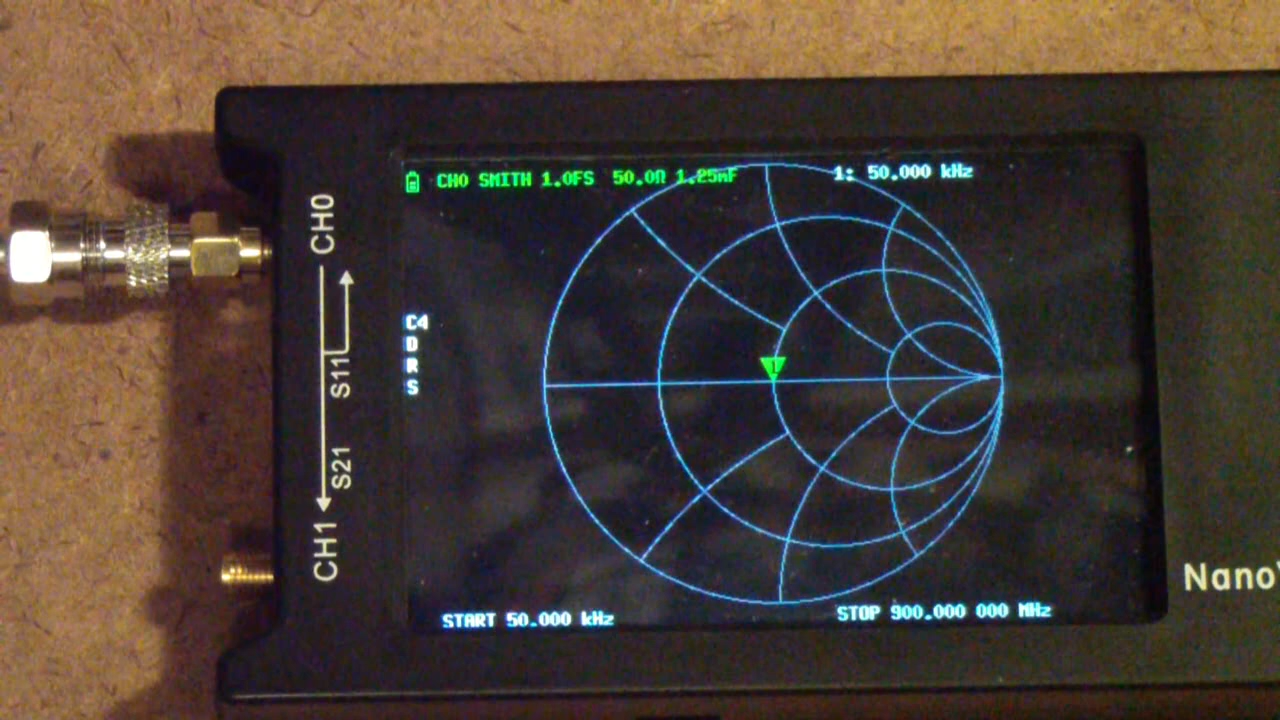 CH0 SMITH 1.0FS 50.0Ω 1.25mF
1: 50.000 kHz
1
C4
D
R
S
START 50.000 kHz
STOP 900.000 000 MHz
CH0
S11
S21
CH1
Nano